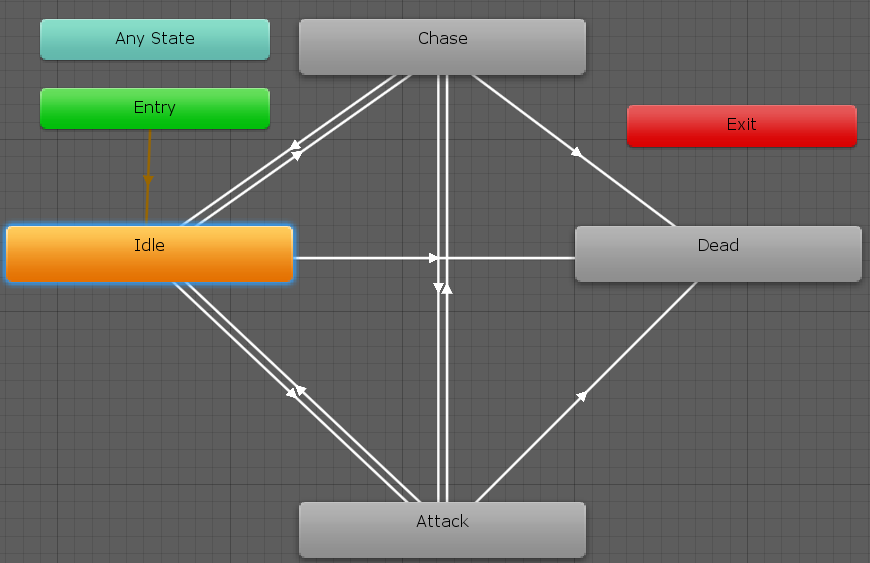 Any State
Chase
Entry
Exit
Idle
Dead
Attack